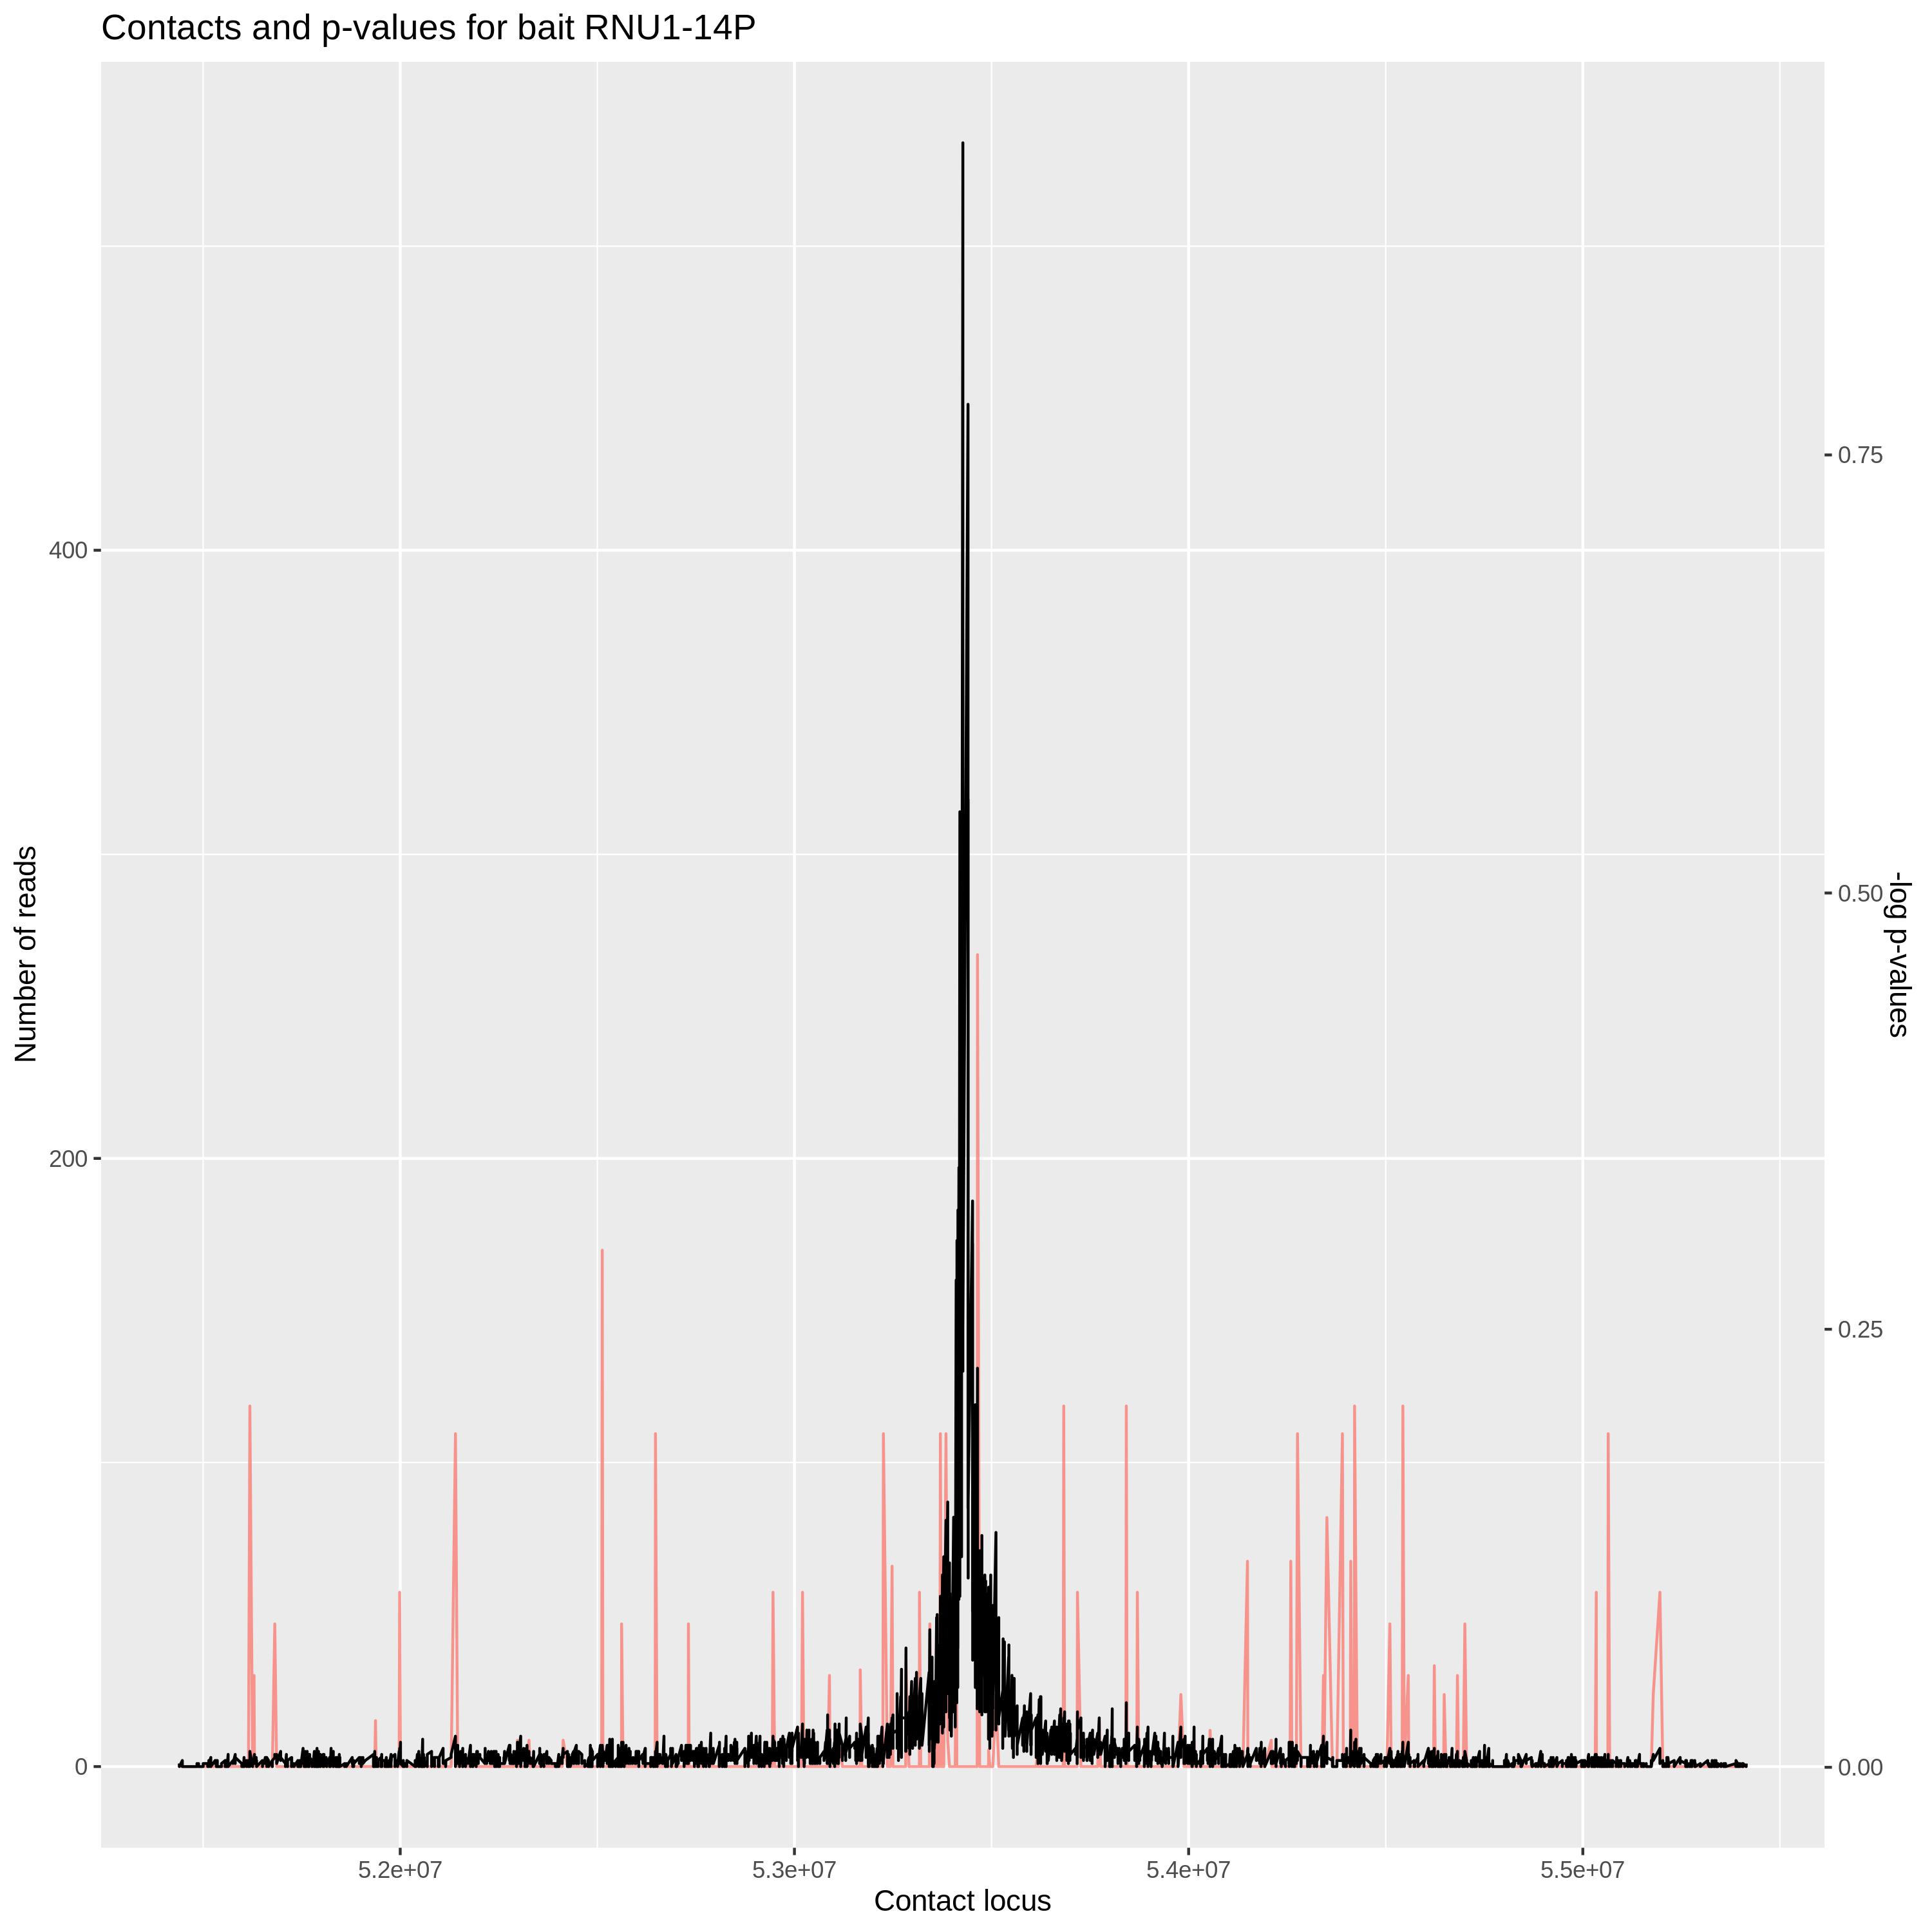 Contacts and p-values for bait RNU1-14P
Number of reads
400
200
0
0.75
0.50
0.25
0.00
-log p-values
5.2e+07 5.3e+07 5.4e+07 5.5e+07
Contact locus